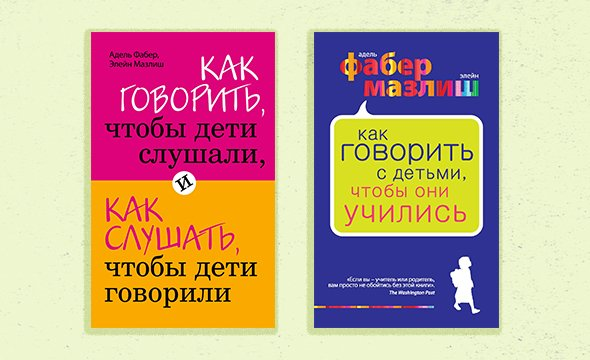 Адель Фабер,
Элейн Мазлиш
КАК
ГОВОРИТЬ,
чтобы дети
слушали,
и
КАК
СЛУШАТЬ,
чтобы дети
говорили
адель
фабер
элейн
мазлиш
как
говорить
с детьми,
чтобы они
учились
«Если вы – учитель или родитель,
вам просто не обойтись без этой книги».
The Washington Post